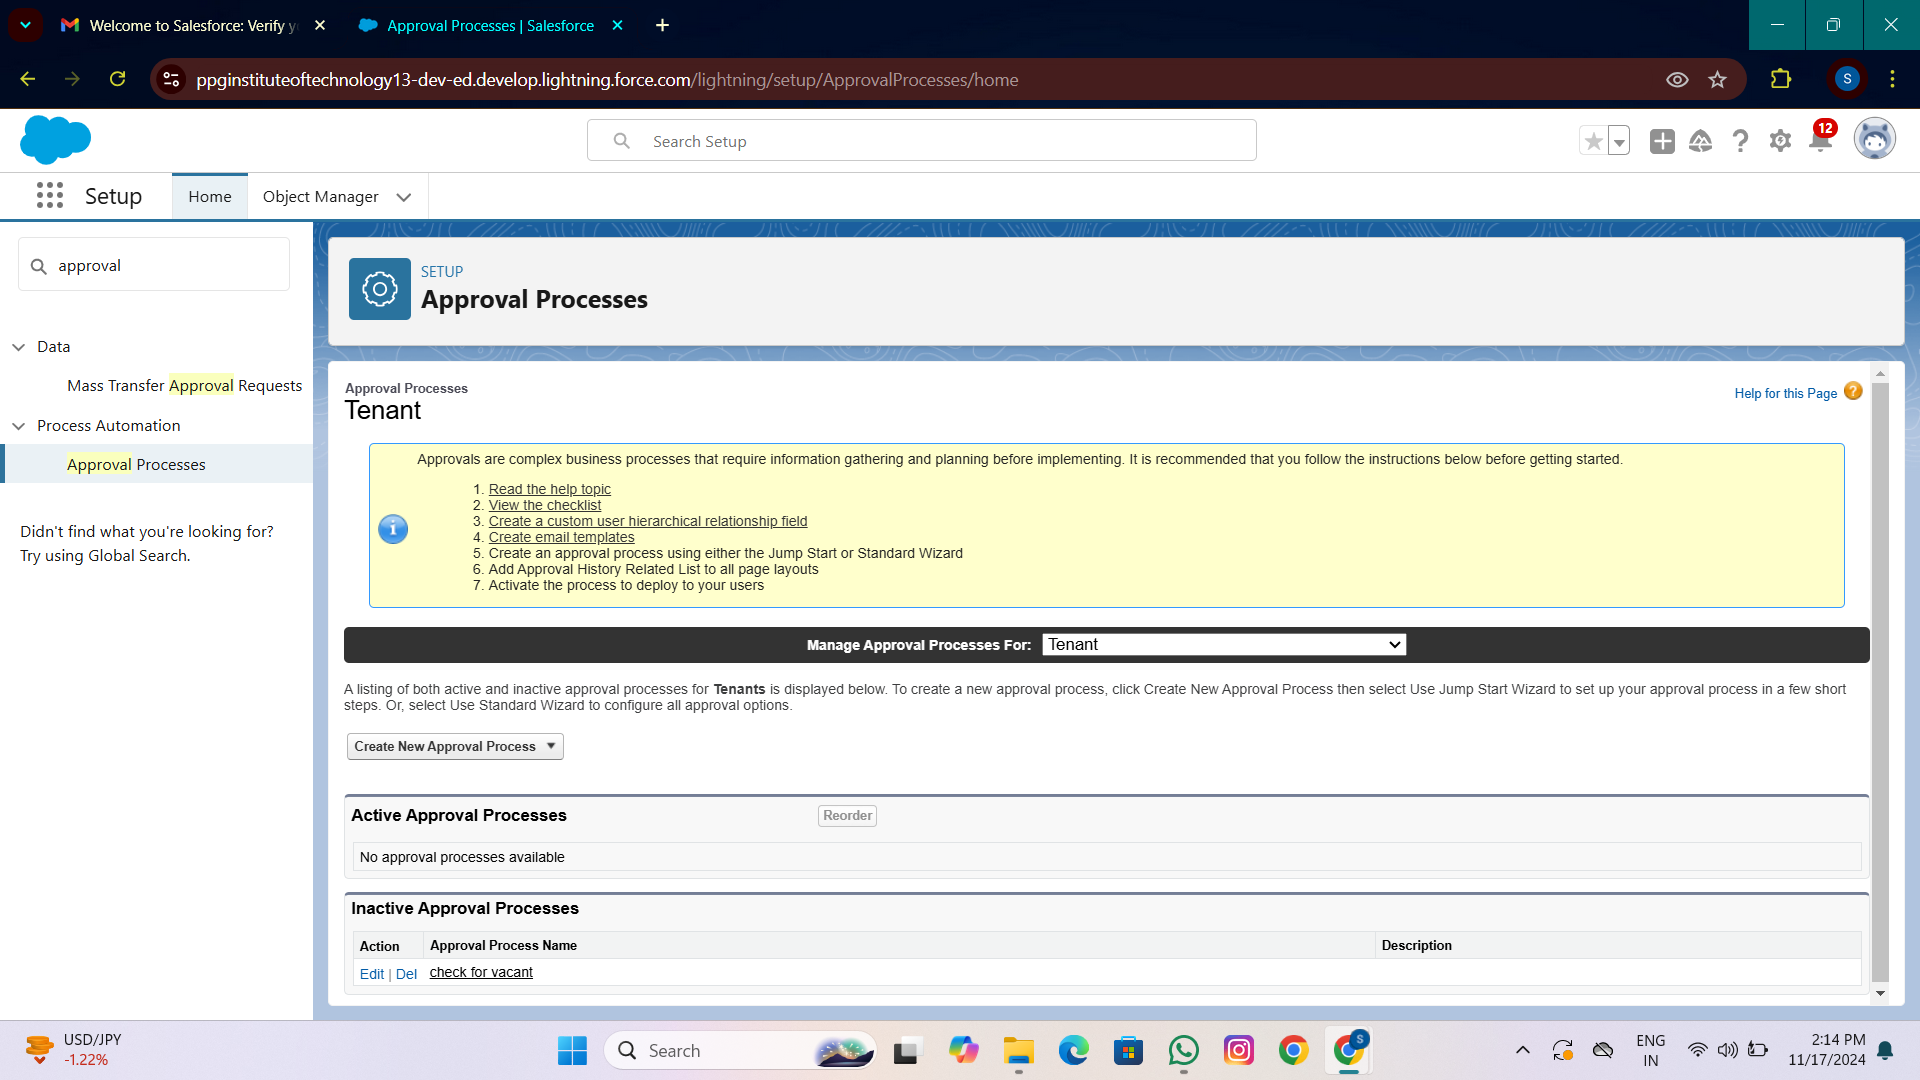 Welcome to Salesforce: Verify y
Approval Processes | Salesforce
ppginstituteoftechnology13-dev-ed.develop.lightning.force.com/lightning/setup/ApprovalProcesses/home
S
Search Setup
12
Setup
Home
Object Manager
approval
Data
Mass Transfer Approval Requests
Process Automation
Approval Processes
Didn't find what you're looking for?
Try using Global Search.
SETUP
Approval Processes
Approval Processes
Tenant
Help for this Page
Approvals are complex business processes that require information gathering and planning before implementing. It is recommended that you follow the instructions below before getting started.
1. Read the help topic
2. View the checklist
3. Create a custom user hierarchical relationship field
4. Create email templates
5. Create an approval process using either the Jump Start or Standard Wizard
6. Add Approval History Related List to all page layouts
7. Activate the process to deploy to your users
Manage Approval Processes For: Tenant
A listing of both active and inactive approval processes for Tenants is displayed below. To create a new approval process, click Create New Approval Process then select Use Jump Start Wizard to set up your approval process in a few short
steps. Or, select Use Standard Wizard to configure all approval options.
Create New Approval Process
Active Approval Processes
Reorder
No approval processes available
Inactive Approval Processes
Action Approval Process Name Description
Edit | Del check for vacant
USD/JPY
-1.22%
Search
S
ENG
IN
2:14 PM
11/17/2024